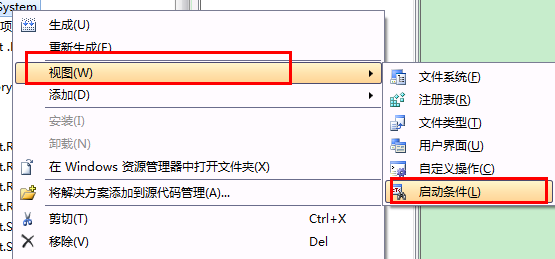 System
生成(U)
重新生成(E)
视图(W)
添加(D)
安装(I)
卸载(N)
在 Windows 资源管理器中打开文件夹(X)
将解决方案添加到源代码管理(A)...
剪切(T) Ctrl+X
移除(V) Del
文件系统(F)
注册表(R)
文件类型(T)
用户界面(U)
自定义操作(C)
启动条件(L)